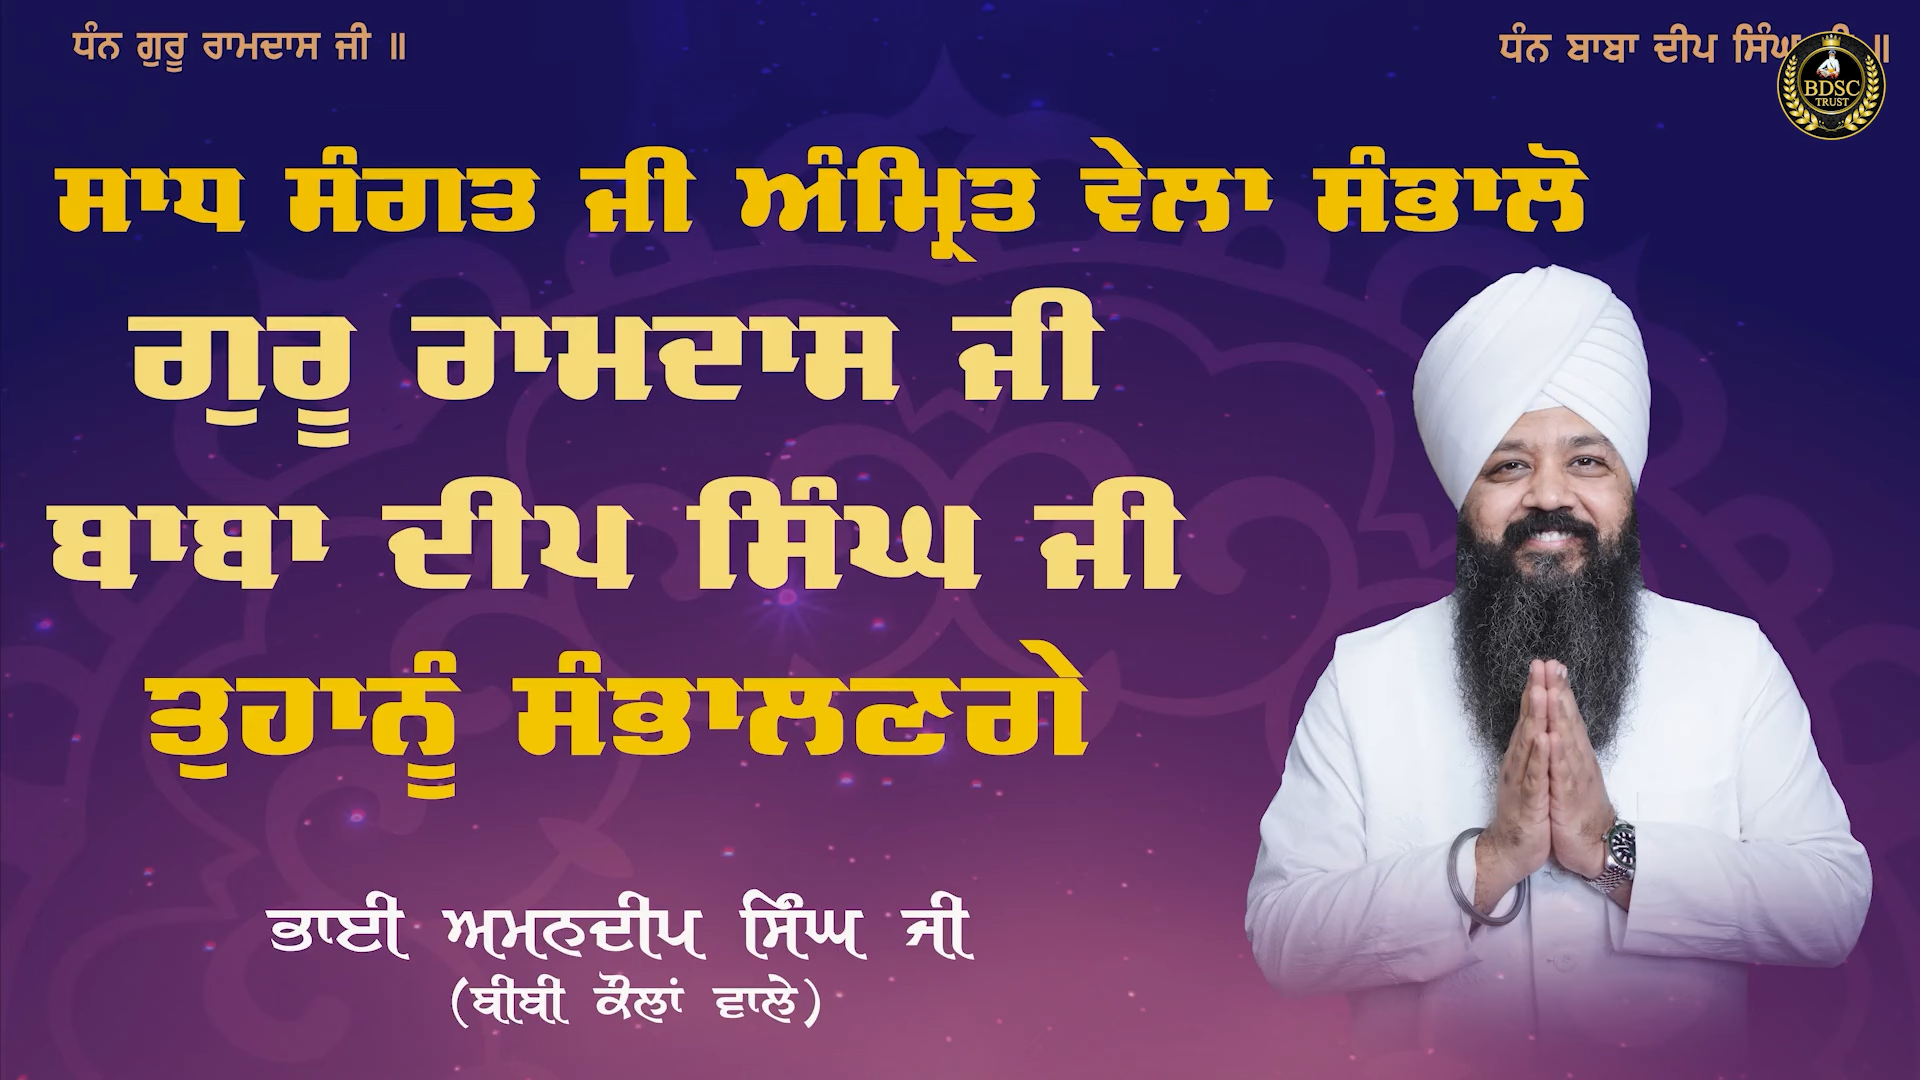 ਧੰਨ ਗੁਰੂ ਰਾਮਦਾਸ ਜੀ ॥
ਧੰਨ ਬਾਬਾ ਦੀਪ ਸਿੰਘ ਜੀ ॥
BDSC
TRUST
ਸਾਧ ਸੰਗਤ ਜੀ ਅੰਮ੍ਰਿਤ ਵੇਲਾ ਸੰਭਾਲੋ
ਗੁਰੂ ਰਾਮਦਾਸ ਜੀ
ਬਾਬਾ ਦੀਪ ਸਿੰਘ ਜੀ
ਤੁਹਾਨੂੰ ਸੰਭਾਲਣਗੇ
ਭਾਈ ਅਮਨਦੀਪ ਸਿੰਘ ਜੀ
(ਬੀਬੀ ਕੌਲਾਂ ਵਾਲੇ)